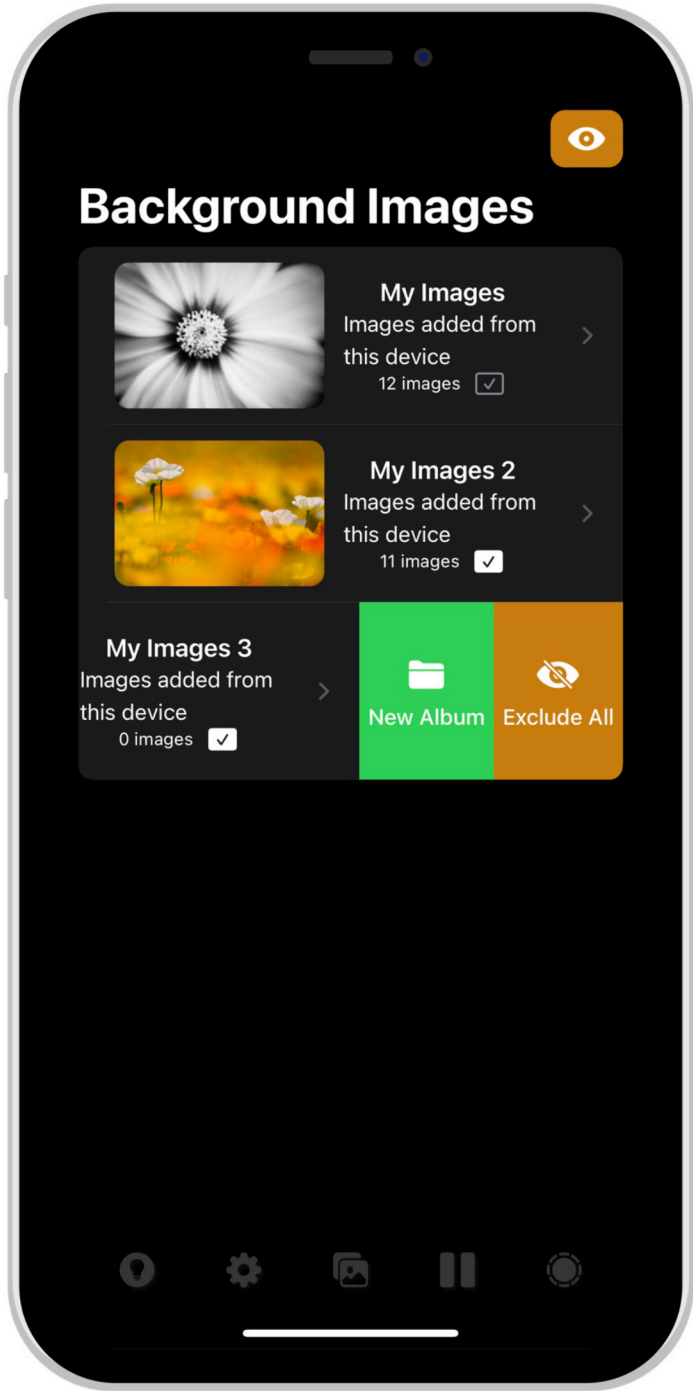 Background Images
My Images
Images added from
this device
12 images
My Images 2
Images added from
this device
11 images
My Images 3
Images added from
this device
0 images
New Album
Exclude All